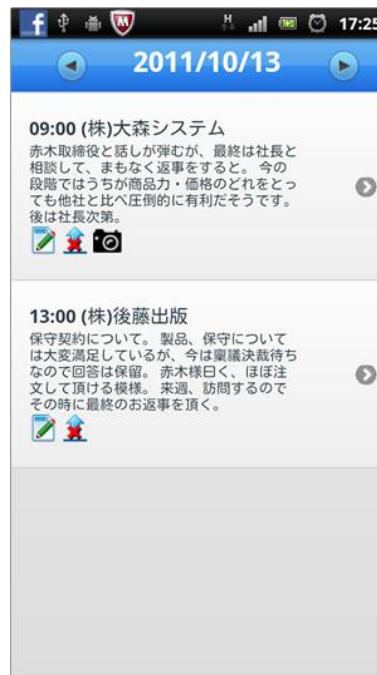 17:25
2011/10/13
09:00 (株)大森システム
赤木取締役と話しが弾むが、最終は社長と
相談して、まもなく返事をすると。 今の
段階ではうちが商品力・価格のどれをとっ
ても他社と比べ圧倒的に有利だそうです。
後は社長次第。
13:00 (株)後藤出版
保守契約について。 製品、保守について
は大変満足しているが、今は稟議決裁待ち
なので回答は保留。 赤木様曰く、ほぼ注
文して頂ける模様。 来週、訪問するので
その時に最終のお返事を頂く。